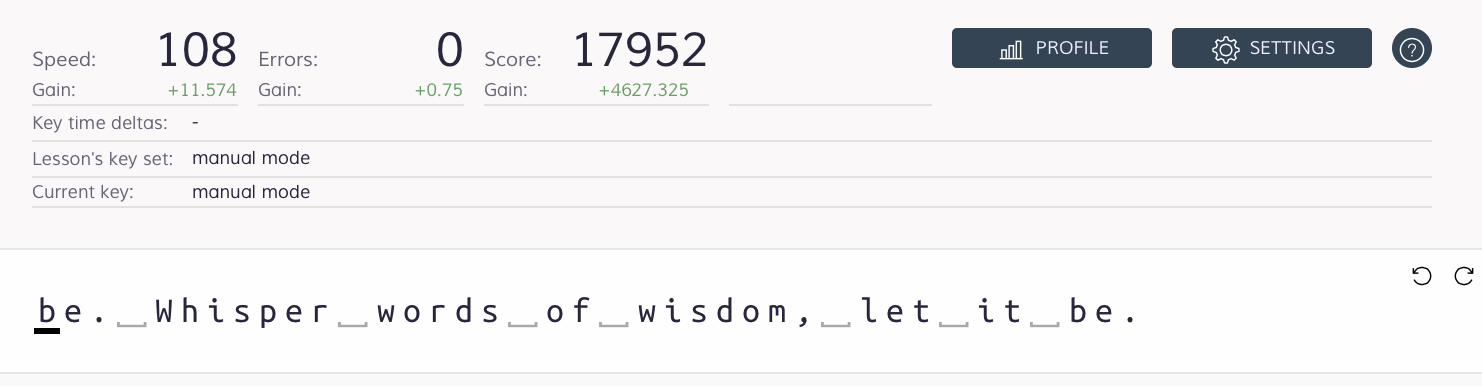 Speed: 108 Errors: 0 Score: 17952 PROFILE SETTINGS ?
Gain: +11.574 Gain: +0.75 Gain: +4627.325
Key time deltas: -
Lesson's key set: manual mode
Current key: manual mode
be. Whisper words of wisdom, let it be.